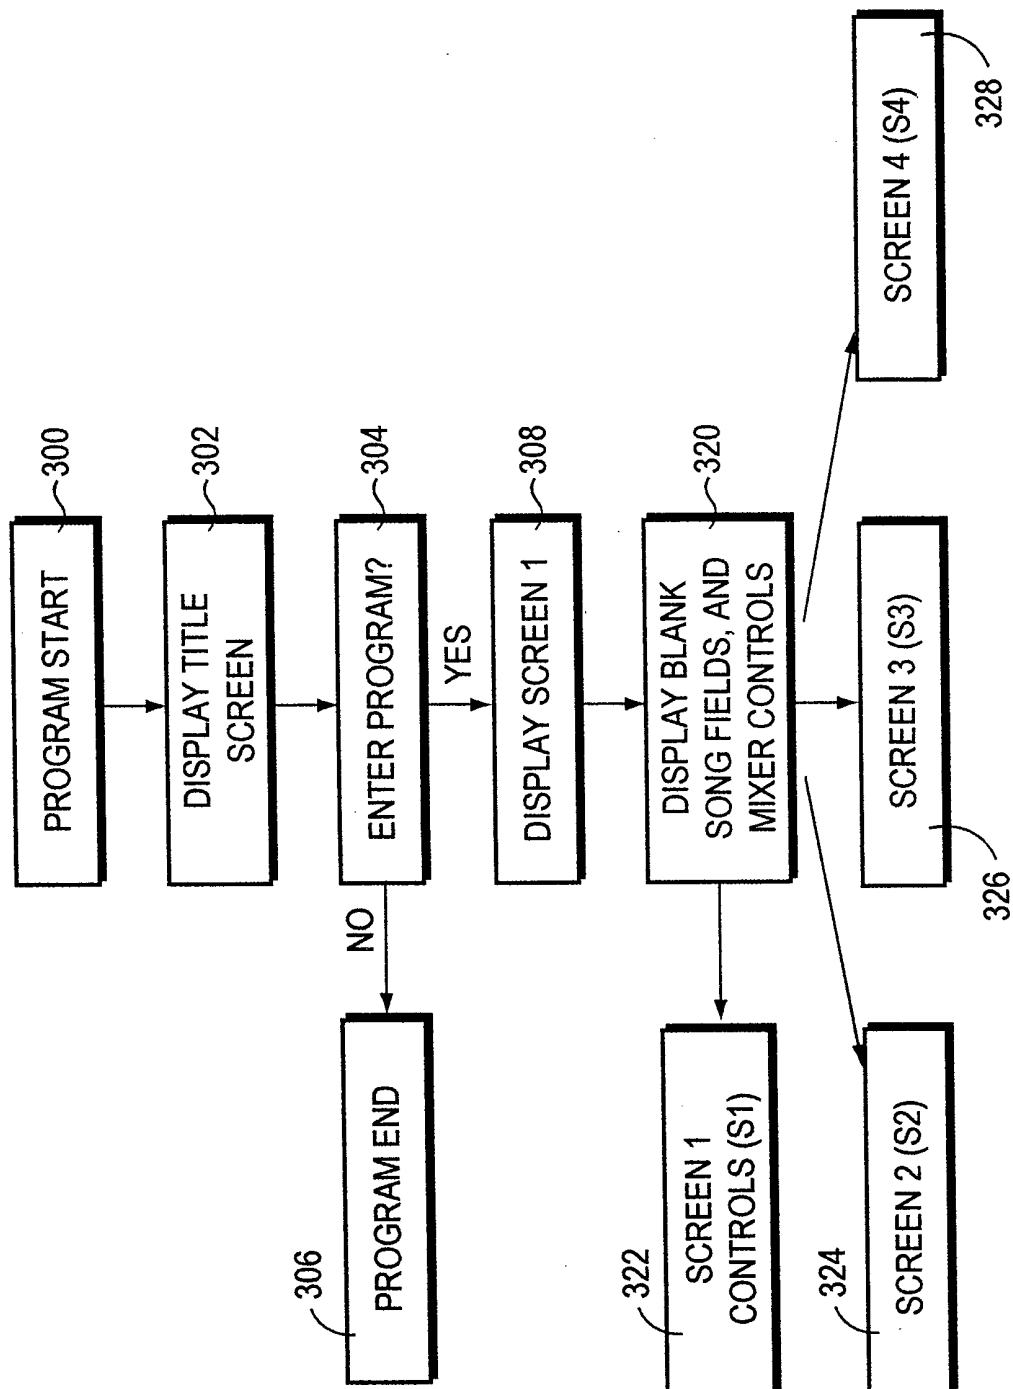 300
PROGRAM START
302
DISPLAY TITLE
SCREEN
304
ENTER PROGRAM?
NO
YES
306
PROGRAM END
308
DISPLAY SCREEN 1
320
DISPLAY BLANK
SONG FIELDS, AND
MIXER CONTROLS
322
SCREEN 1
CONTROLS (S1)
324
SCREEN 2 (S2)
326
SCREEN 3 (S3)
328
SCREEN 4 (S4)